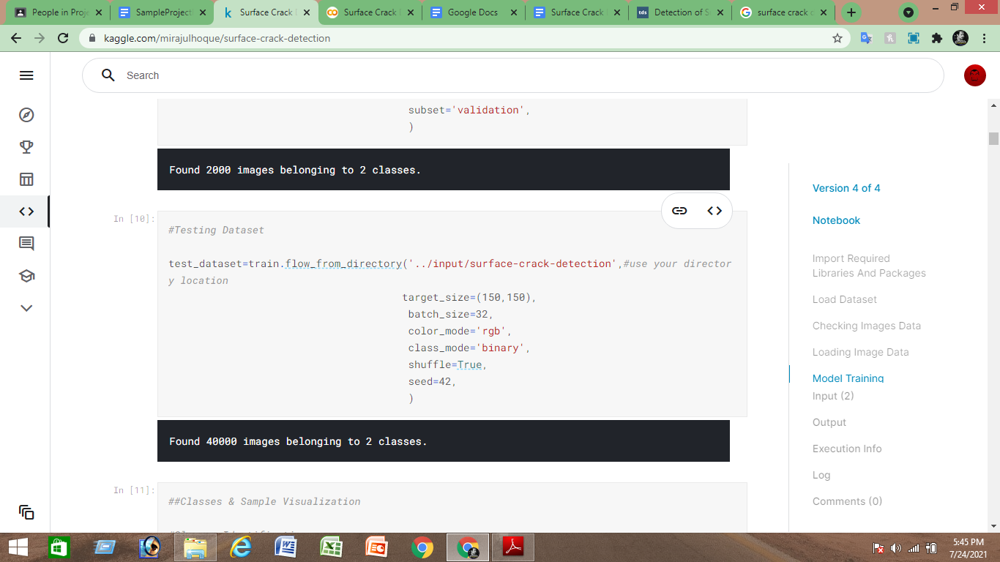 People in Proje
SampleProject
Surface Crack
Surface Crack
Google Docs
Surface Crack
tds
Detection of S
surface crack
kaggle.com/mirajulhoque/surface-crack-detection
Search
subset='validation',
)
Found 2000 images belonging to 2 classes.
In [10]:
#Testing Dataset
test_dataset=train.flow_from_directory('../input/surface-crack-detection',#use your director
y location
target_size=(150,150),
batch_size=32,
color_mode='rgb',
class_mode='binary',
shuffle=True,
seed=42,
)
Found 40000 images belonging to 2 classes.
In [11]:
##Classes & Sample Visualization
Version 4 of 4
Notebook
Import Required
Libraries And Packages
Load Dataset
Checking Images Data
Loading Image Data
Model Training
Input (2)
Output
Execution Info
Log
Comments (0)
5:45 PM
7/24/2021